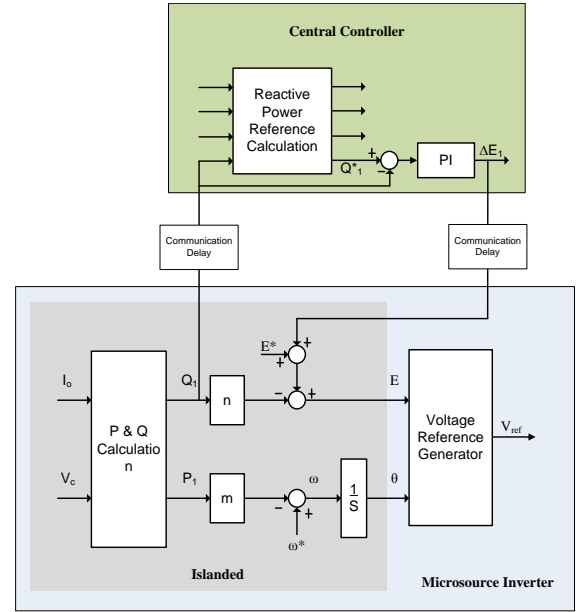 Central Controller
Reactive
Power
Reference
Calculation
+
−
Q*1
PI
ΔE1
Communication
Delay
Communication
Delay
E*
+
+
Io
Q1
n
−
+
E
P & Q
Calculatio
n
Voltage
Reference
Generator
Vref
Vc
P1
m
−
+
ω
1
S
θ
ω*
Islanded
Microsource Inverter